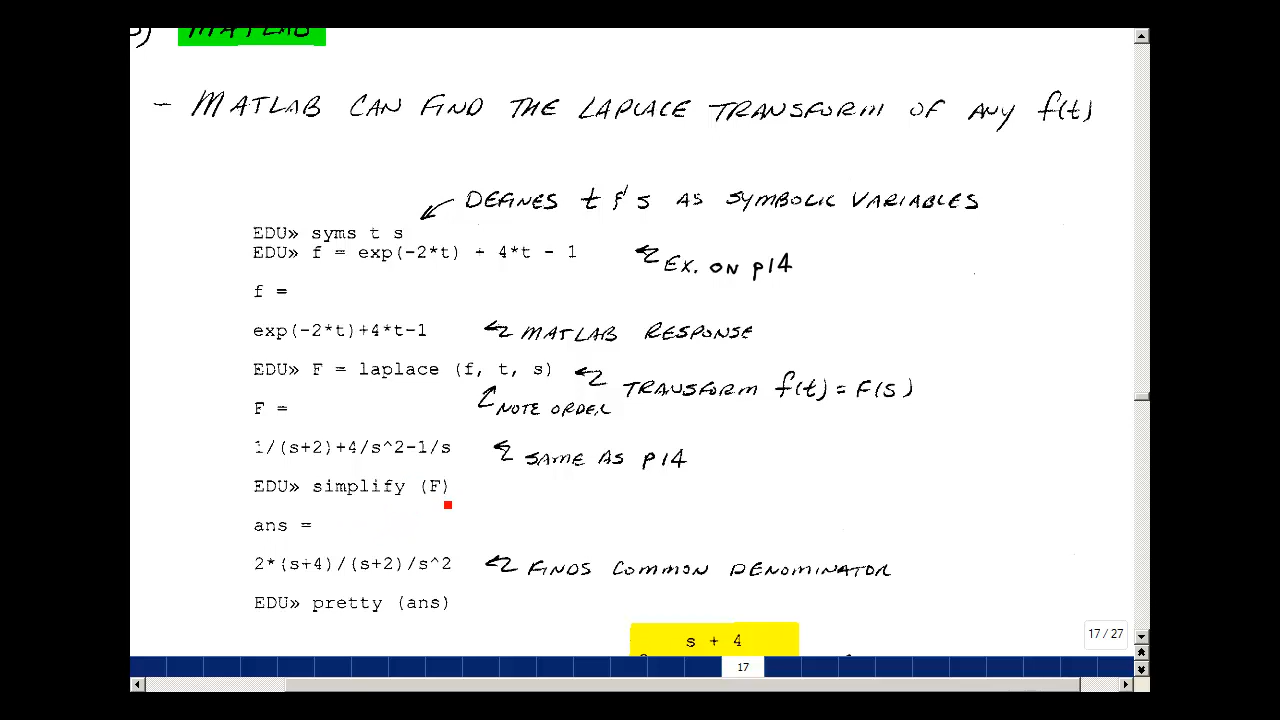 MATLAB
- MATLAB CAN FIND THE LAPLACE TRANSFORM OF ANY f(t)
DEFINES t & s AS SYMBOLIC VARIABLES
EDU» syms t s
EDU» f = exp(-2*t) + 4*t - 1
EX. ON p14
f =
exp(-2*t)+4*t-1 MATLAB RESPONSE
EDU» F = laplace (f, t, s)
TRANSFORM f(t) = F(s)
F = NOTE ORDER
1/(s+2)+4/s^2-1/s SAME AS p14
EDU» simplify (F)
ans =
2*(s+4)/(s+2)/s^2 FINDS COMMON DENOMINATOR
EDU» pretty (ans)
s + 4
17 / 27
17